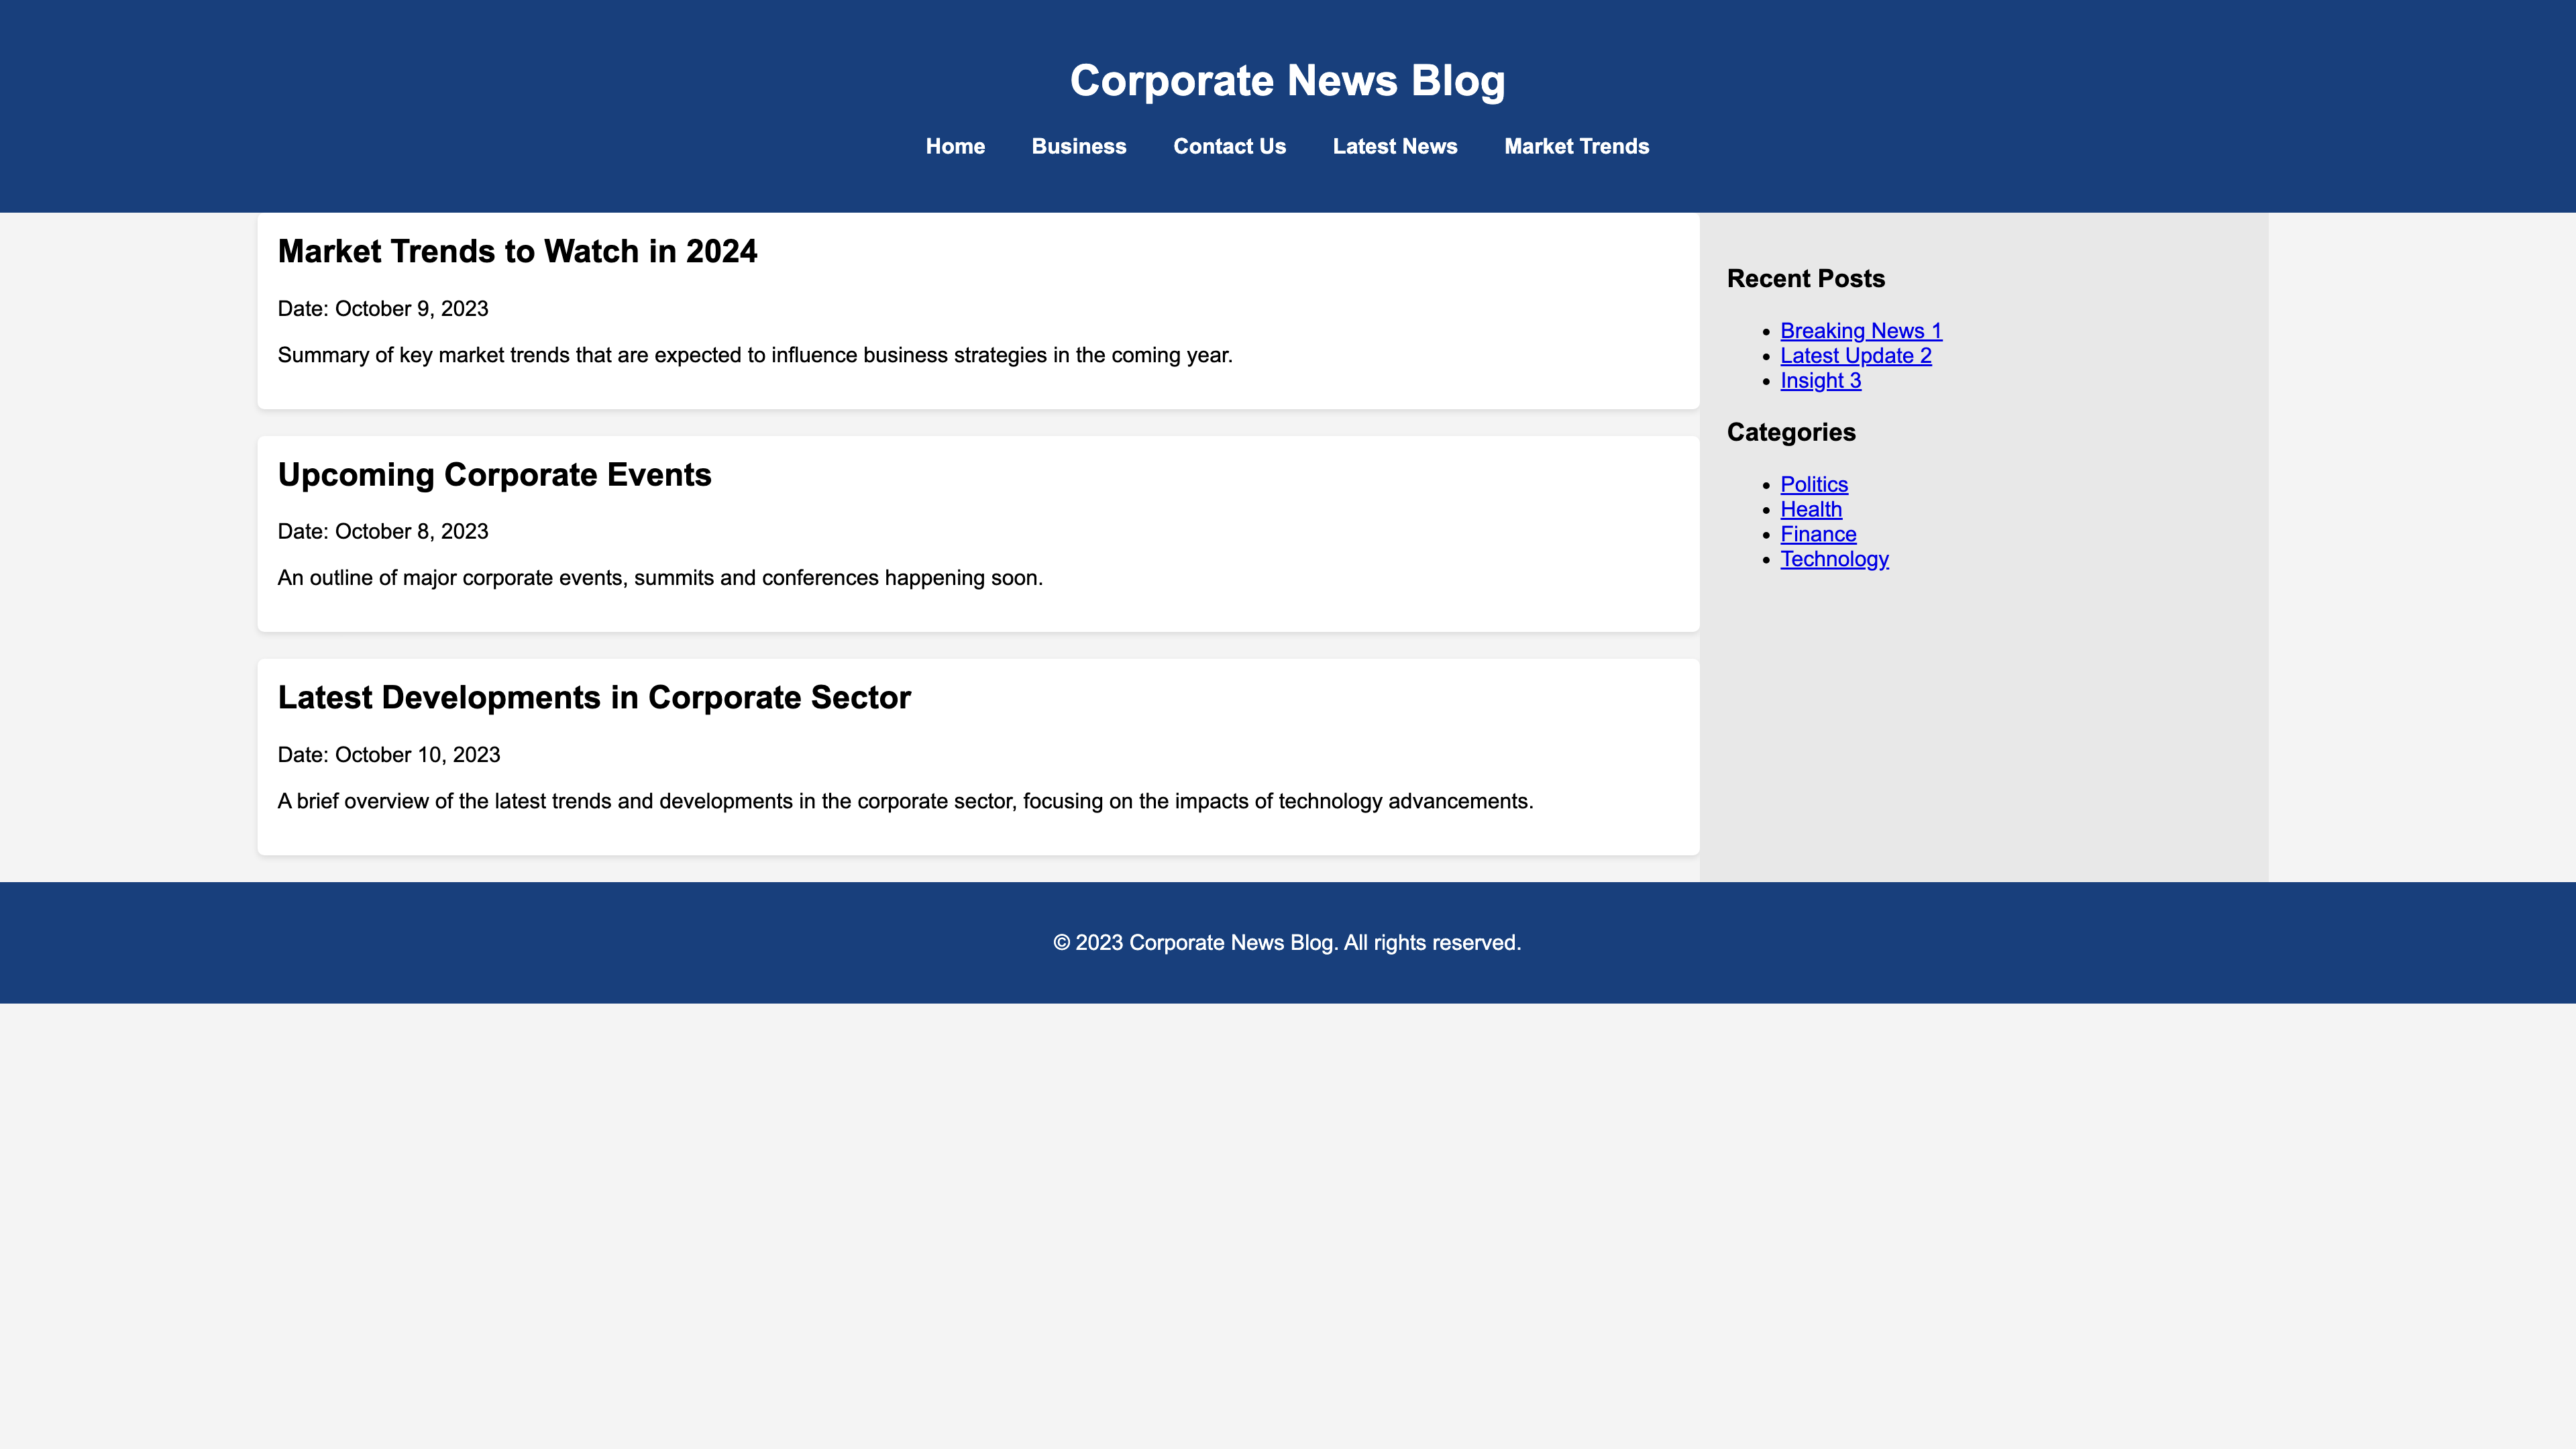 Corporate News Blog
Home Business Contact Us Latest News Market Trends
Market Trends to Watch in 2024
Date: October 9, 2023
Summary of key market trends that are expected to influence business strategies in the coming year.
Upcoming Corporate Events
Date: October 8, 2023
An outline of major corporate events, summits and conferences happening soon.
Latest Developments in Corporate Sector
Date: October 10, 2023
A brief overview of the latest trends and developments in the corporate sector, focusing on the impacts of technology advancements.
Recent Posts
Breaking News 1
Latest Update 2
Insight 3
Categories
Politics
Health
Finance
Technology
© 2023 Corporate News Blog. All rights reserved.